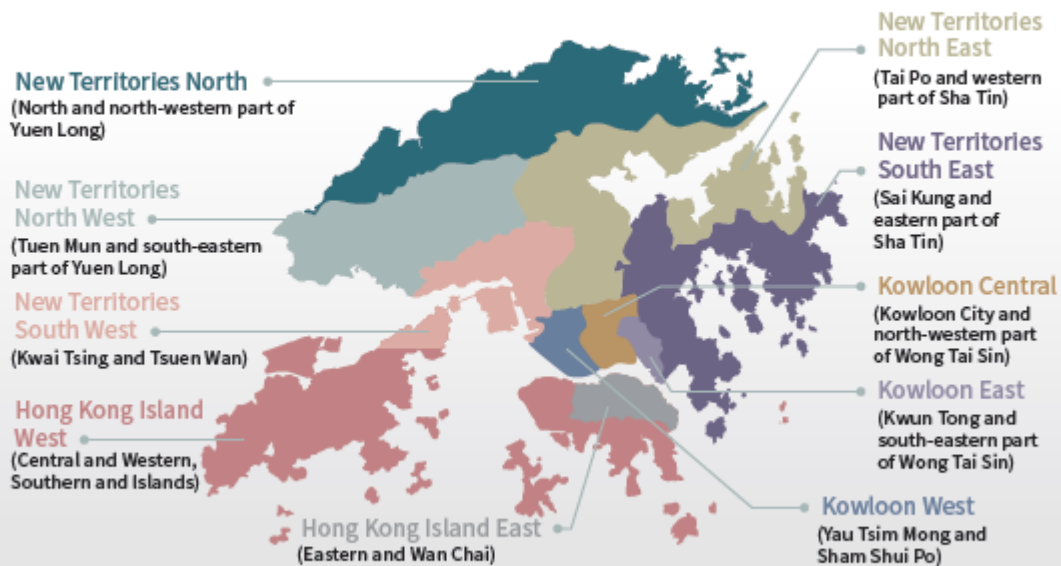 New Territories North
(North and north-western part of
Yuen Long)
New Territories
North West
(Tuen Mun and south-eastern
part of Yuen Long)
New Territories
South West
(Kwai Tsing and Tsuen Wan)
Hong Kong Island
West
(Central and Western,
Southern and Islands)
Hong Kong Island East
(Eastern and Wan Chai)
New Territories
North East
(Tai Po and western
part of Sha Tin)
New Territories
South East
(Sai Kung and
eastern part of
Sha Tin)
Kowloon Central
(Kowloon City and
north-western part
of Wong Tai Sin)
Kowloon East
(Kwun Tong and
south-eastern part
of Wong Tai Sin)
Kowloon West
(Yau Tsim Mong and
Sham Shui Po)